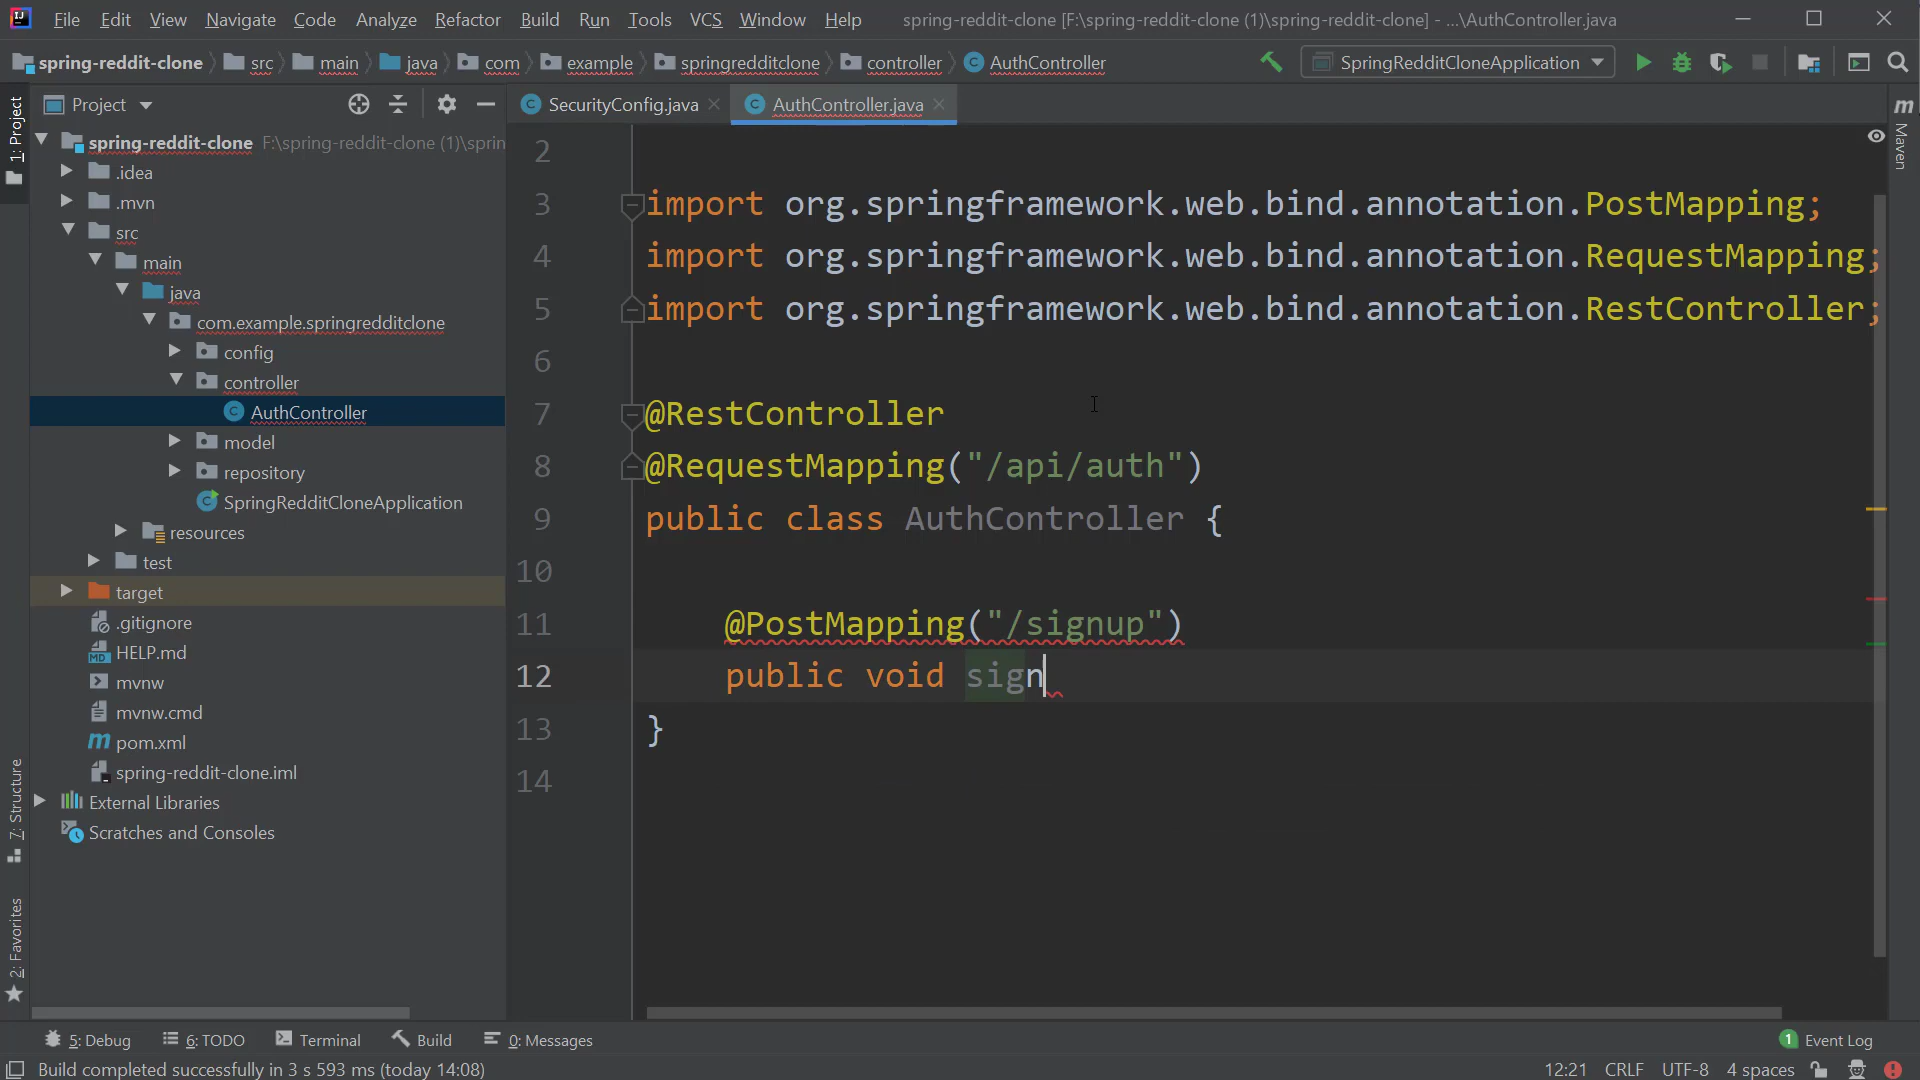 File Edit View Navigate Code Analyze Refactor Build Run Tools VCS Window Help spring-reddit-clone [F:\spring-reddit-clone (1)\spring-reddit-clone] - ...\AuthController.java
spring-reddit-clone src main java com example springredditclone controller AuthController SpringRedditCloneApplication
1: Project
Project
SecurityConfig.java AuthController.java
m Maven
spring-reddit-clone F:\spring-reddit-clone (1)\sprin
.idea
.mvn
src
main
java
com.example.springredditclone
config
controller
AuthController
model
repository
SpringRedditCloneApplication
resources
test
target
.gitignore
HELP.md
mvnw
mvnw.cmd
pom.xml
spring-reddit-clone.iml
External Libraries
Scratches and Consoles
7: Structure
2: Favorites
2
3 import org.springframework.web.bind.annotation.PostMapping;
4 import org.springframework.web.bind.annotation.RequestMapping;
5 import org.springframework.web.bind.annotation.RestController;
6
7 @RestController
8 @RequestMapping("/api/auth")
9 public class AuthController {
10
11 @PostMapping("/signup")
12 public void sign
13 }
14
5: Debug 6: TODO Terminal Build 0: Messages 1 Event Log
Build completed successfully in 3 s 593 ms (today 14:08) 12:21 CRLF UTF-8 4 spaces